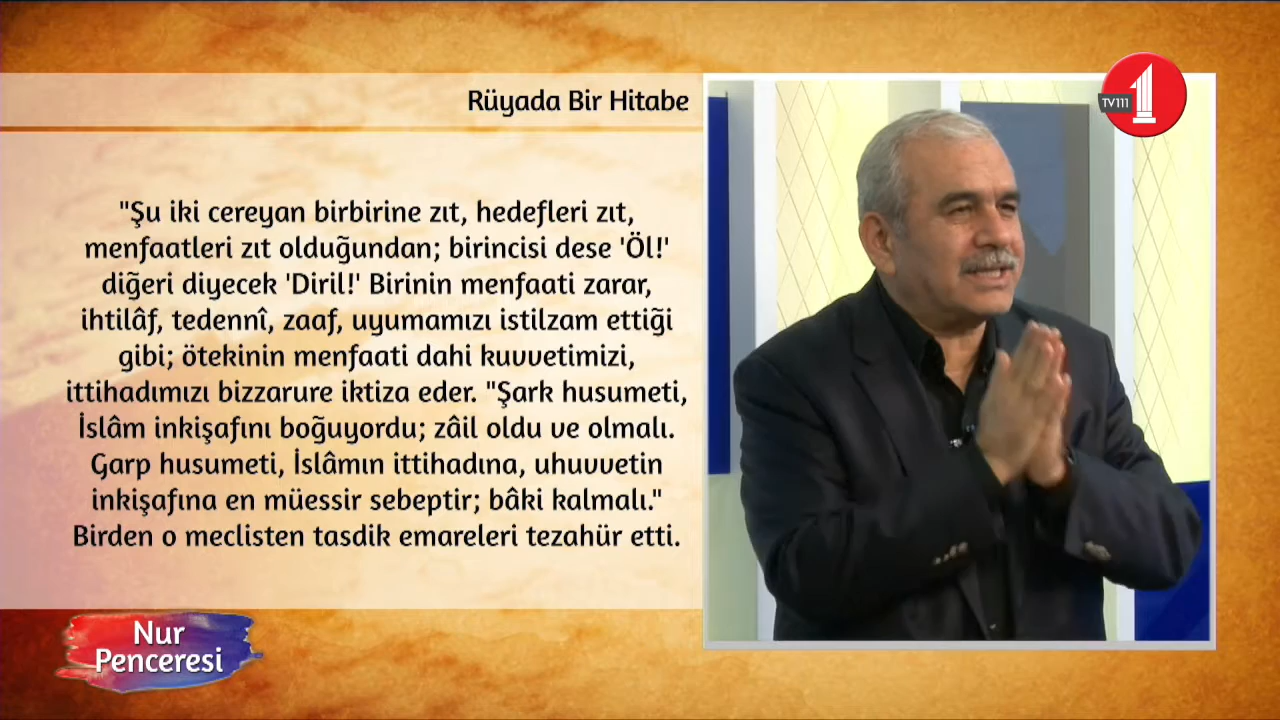 Rüyada Bir Hitabe
TV111
1
"Şu iki cereyan birbirine zıt, hedefleri zıt,
menfaatleri zıt olduğundan; birincisi dese 'Öl!'
diğeri diyecek 'Diril!' Birinin menfaati zarar,
ihtilâf, tedennî, zaaf, uyumamızı istilzam ettiği
gibi; ötekinin menfaati dahi kuvvetimizi,
ittihadımızı bizzarure iktiza eder. "Şark husumeti,
İslâm inkişafını boğuyordu; zâil oldu ve olmalı.
Garp husumeti, İslâmın ittihadına, uhuvvetin
inkişafına en müessir sebeptir; bâki kalmalı."
Birden o meclisten tasdik emareleri tezahür etti.
Nur
Penceresi